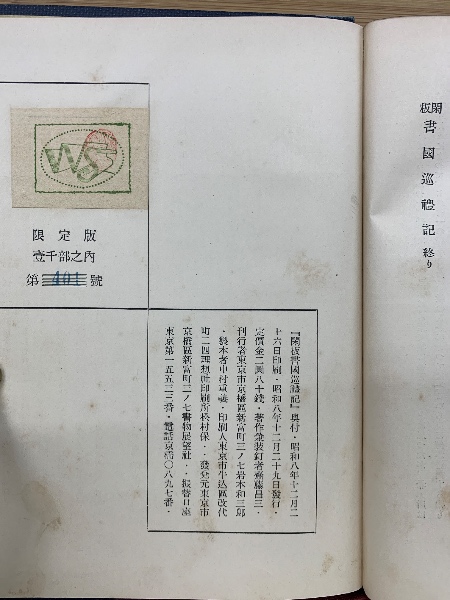 閑板 書國巡禮記 終り
限定版
壹千部之內
第 401 號
『閑板書國巡禮記』奥付・昭和八年十二月二
十六日印刷・昭和八年十二月二十九日發行・
定價金二圓八十錢・著作兼裝釘者齋藤昌三・
刊行者東京市京橋區新富町三ノ七岩本和三郎
・製本者中村重義・印刷人東京市牛込區改代
町二四理想社印刷所松村保・・發兌元東京市
京橋區新富町三ノ七書物展望社・・振替口座
東京第一五五三三番・電話京橋〇八九七番・